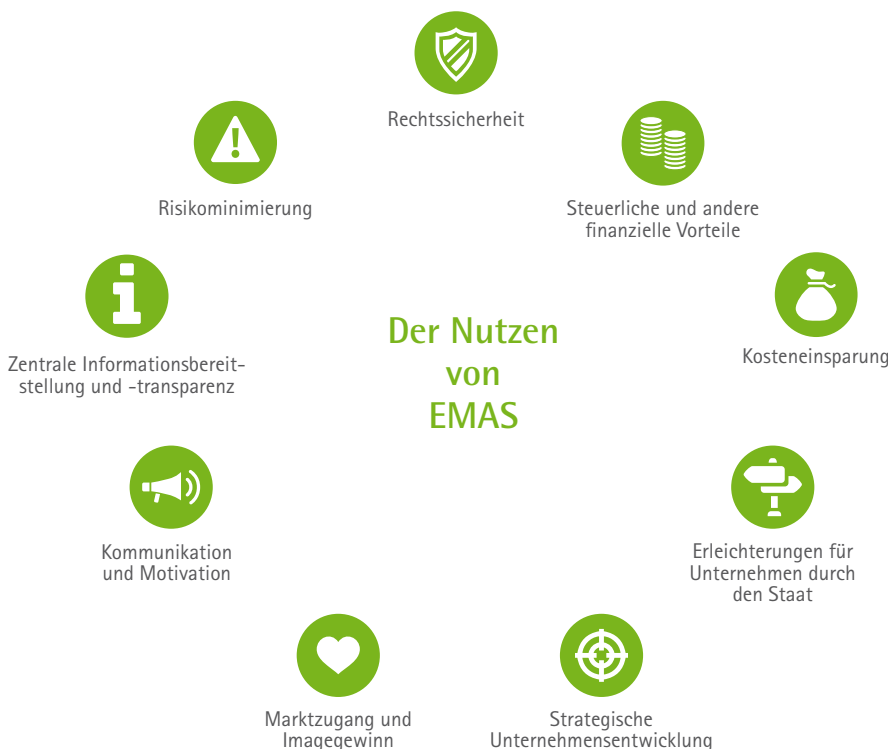 Rechtssicherheit
Risikominimierung
Steuerliche und andere
finanzielle Vorteile
Zentrale Informationsbereit-
stellung und -transparenz
Der Nutzen
von
EMAS
Kosteneinsparung
Kommunikation
und Motivation
Erleichterungen für
Unternehmen durch
den Staat
Marktzugang und
Imagegewinn
Strategische
Unternehmensentwicklung